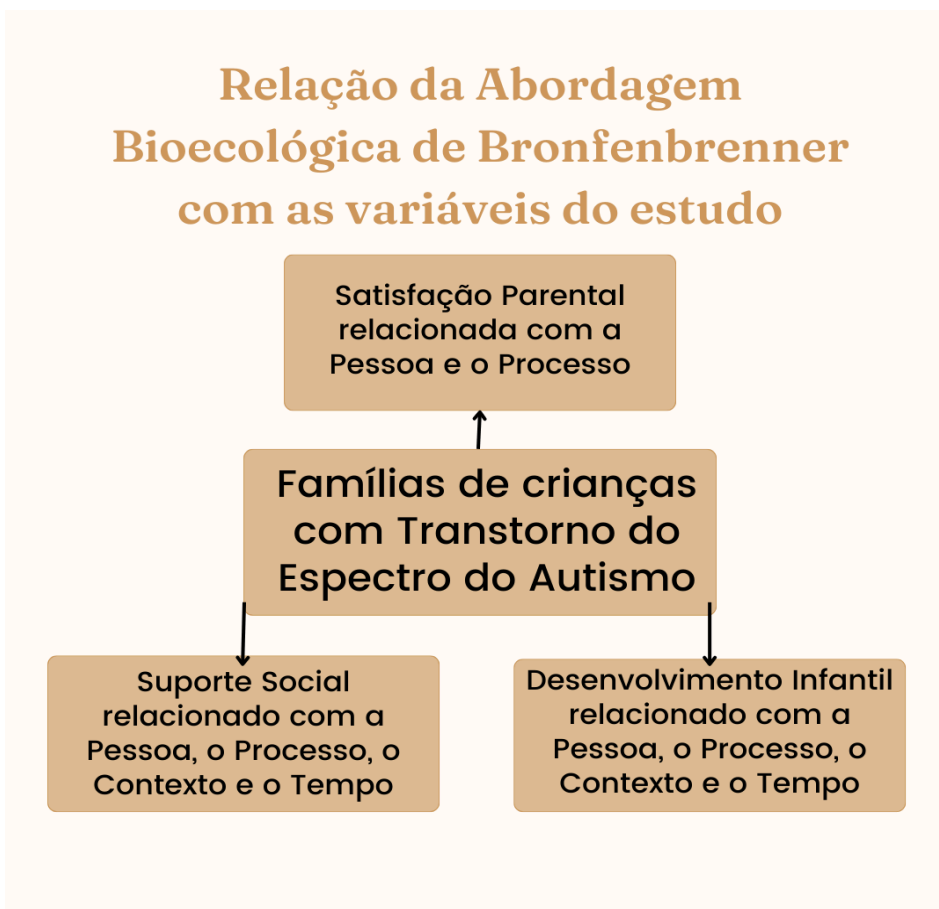 Relação da Abordagem
Bioecológica de Bronfenbrenner
com as variáveis do estudo
Satisfação Parental
relacionada com a
Pessoa e o Processo
Famílias de crianças
com Transtorno do
Espectro do Autismo
Suporte Social
relacionado com a
Pessoa, o Processo, o
Contexto e o Tempo
Desenvolvimento Infantil
relacionado com a
Pessoa, o Processo, o
Contexto e o Tempo